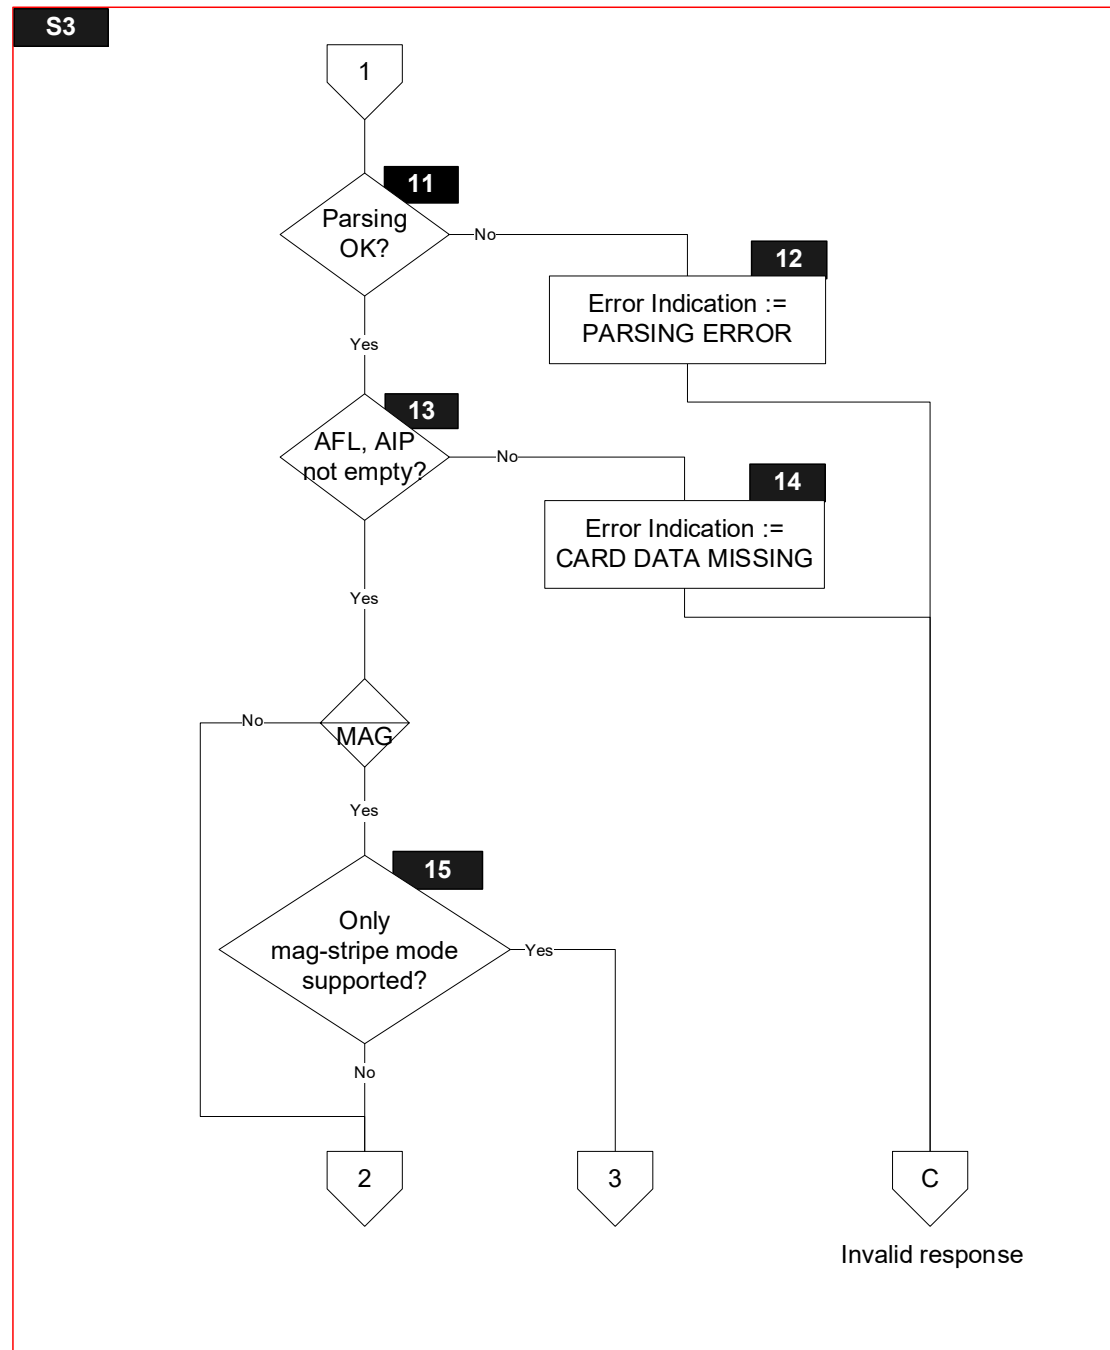 S3
1
11
Parsing
OK?
No
12
Error Indication :=
PARSING ERROR
Yes
13
AFL, AIP
not empty?
No
14
Error Indication :=
CARD DATA MISSING
Yes
No
MAG
Yes
15
Only
mag-stripe mode
supported?
Yes
No
2
3
C
Invalid response